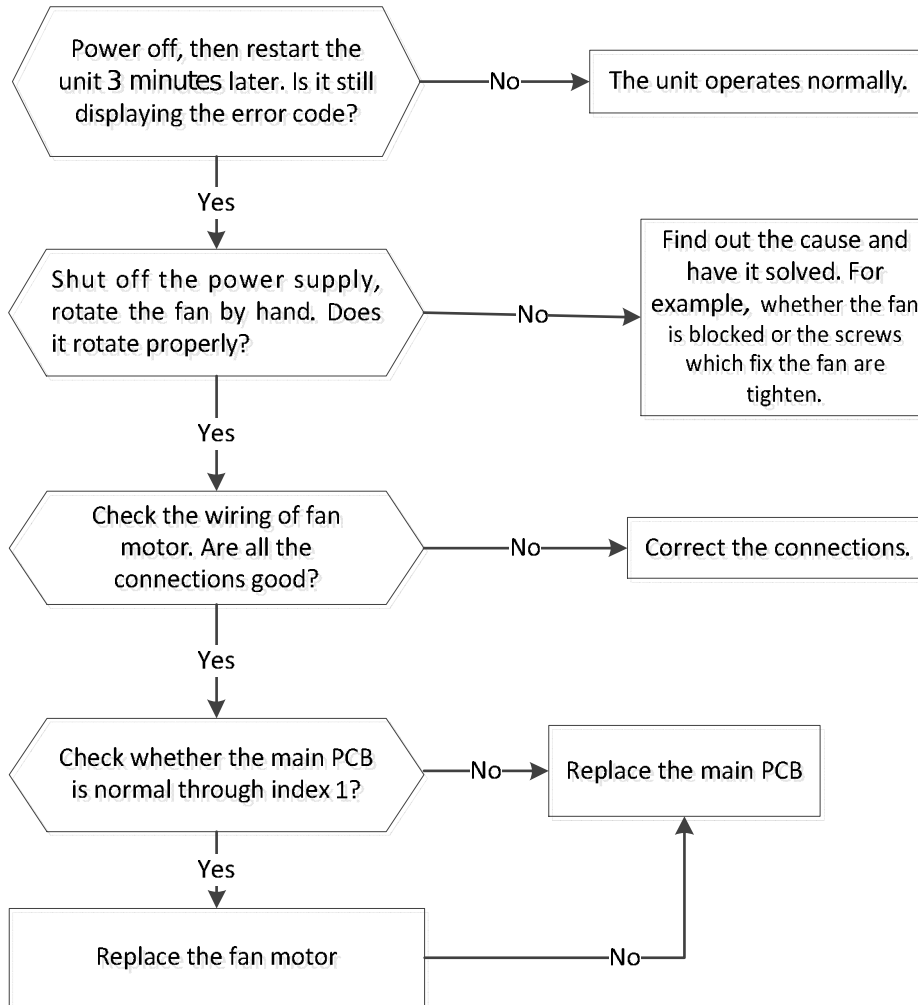 Power off, then restart the
unit 3 minutes later. Is it still
displaying the error code?
No
The unit operates normally.
Yes
Shut off the power supply,
rotate the fan by hand. Does
it rotate properly?
No
Find out the cause and
have it solved. For
example, whether the fan
is blocked or the screws
which fix the fan are
tighten.
Yes
Check the wiring of fan
motor. Are all the
connections good?
No
Correct the connections.
Yes
Check whether the main PCB
is normal through index 1?
No
Replace the main PCB
Yes
Replace the fan motor
No